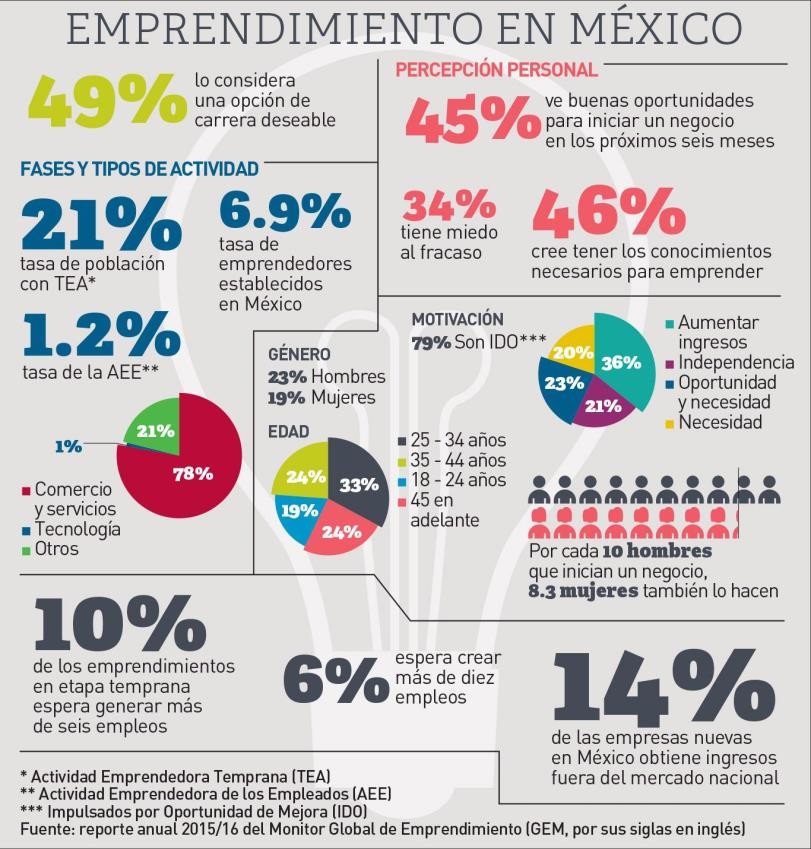 EMPRENDIMIENTO EN MÉXICO
49%
lo considera
una opción de
carrera deseable
FASES Y TIPOS DE ACTIVIDAD
21%
tasa de población
con TEA*
6.9%
tasa de
emprendedores
establecidos
en México
1.2%
tasa de la AEE**
21%
1%
78%
Comercio
y servicios
Tecnología
Otros
PERCEPCIÓN PERSONAL
45%
ve buenas oportunidades
para iniciar un negocio
en los próximos seis meses
34%
tiene miedo
al fracaso
46%
cree tener los conocimientos
necesarios para emprender
GÉNERO
23% Hombres
19% Mujeres
EDAD
24%
33%
19%
24%
25 - 34 años
35 - 44 años
18 - 24 años
45 en
adelante
MOTIVACIÓN
79% Son IDO***
20%
36%
23%
21%
Aumentar
ingresos
Independencia
Oportunidad
y necesidad
Necesidad
Por cada 10 hombres
que inician un negocio,
8.3 mujeres también lo hacen
10%
de los emprendimientos
en etapa temprana
espera generar más
de seis empleos
6%
espera crear
más de diez
empleos
14%
de las empresas nuevas
en México obtiene ingresos
fuera del mercado nacional
* Actividad Emprendedora Temprana (TEA)
** Actividad Emprendedora de los Empleados (AEE)
*** Impulsados por Oportunidad de Mejora (IDO)
Fuente: reporte anual 2015/16 del Monitor Global de Emprendimiento (GEM, por sus siglas en inglés)